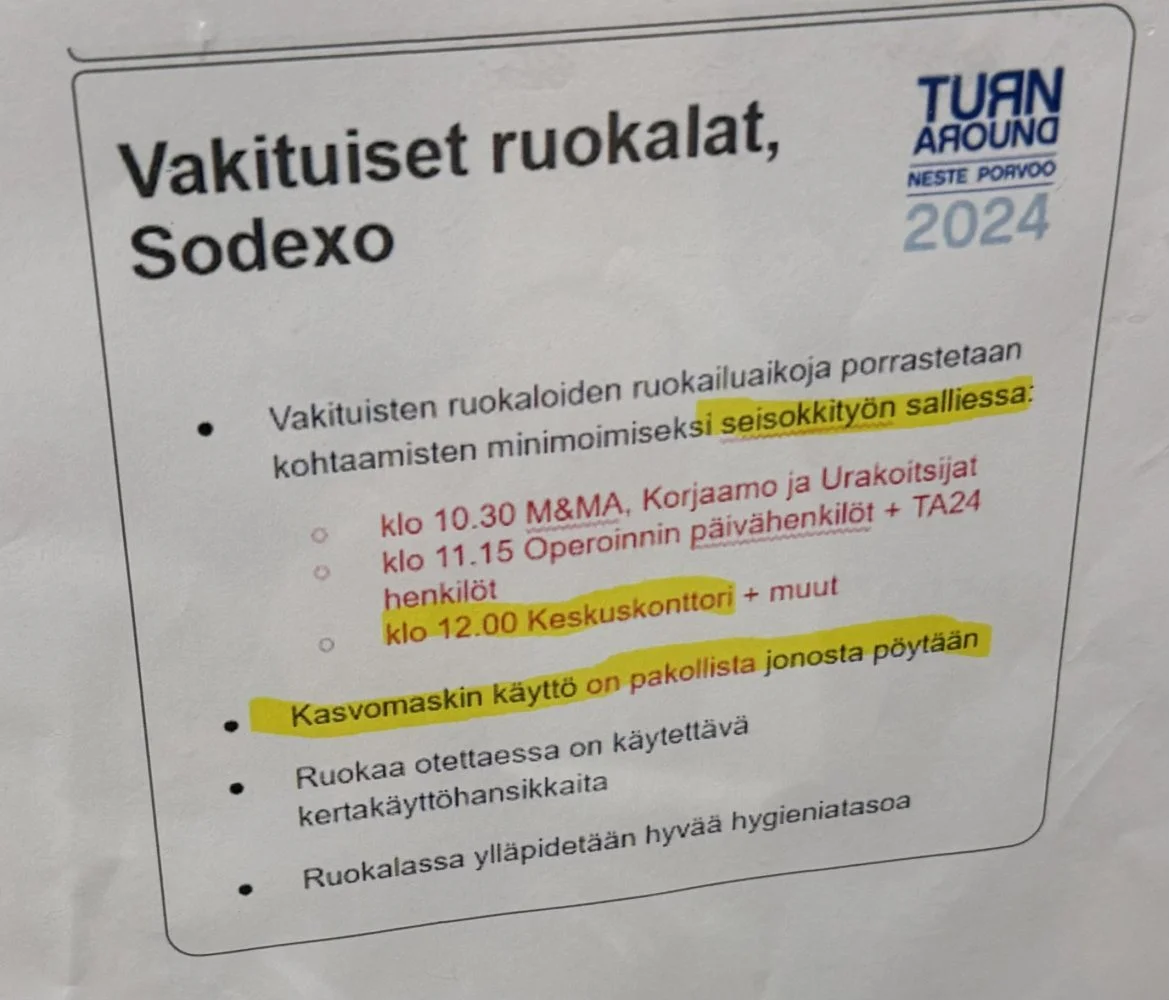 Vakituiset ruokalat,
Sodexo
TURN
AROUND
NESTE PORVOO
2024
• Vakituisten ruokaloiden ruokailuaikoja porrastetaan
kohtaamisten minimoimiseksi seisokkityön salliessa:
○ klo 10.30 M&MA, Korjaamo ja Urakoitsijat
○ klo 11.15 Operoinnin päivähenkilöt + TA24
henkilöt
○ klo 12.00 Keskuskonttori + muut
• Kasvomaskin käyttö on pakollista jonosta pöytään
• Ruokaa otettaessa on käytettävä
kertakäyttöhansikkaita
• Ruokalassa ylläpidetään hyvää hygieniatasoa